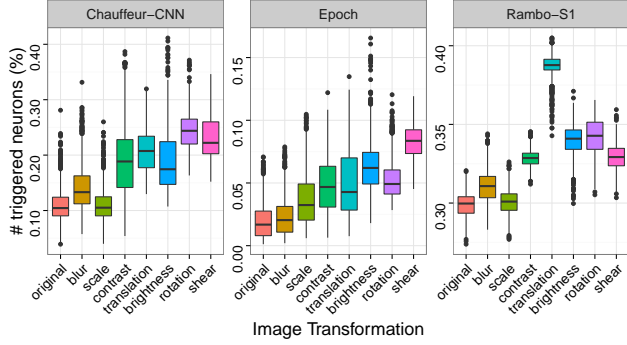 Chauffeur−CNN Epoch Rambo−S1
# triggered neurons (%)
0.40
0.30
0.20
0.10
0.15
0.10
0.05
0.00
0.40
0.35
0.30
original blur scale contrast translation brightness rotation shear
original blur scale contrast translation brightness rotation shear
original blur scale contrast translation brightness rotation shear
Image Transformation